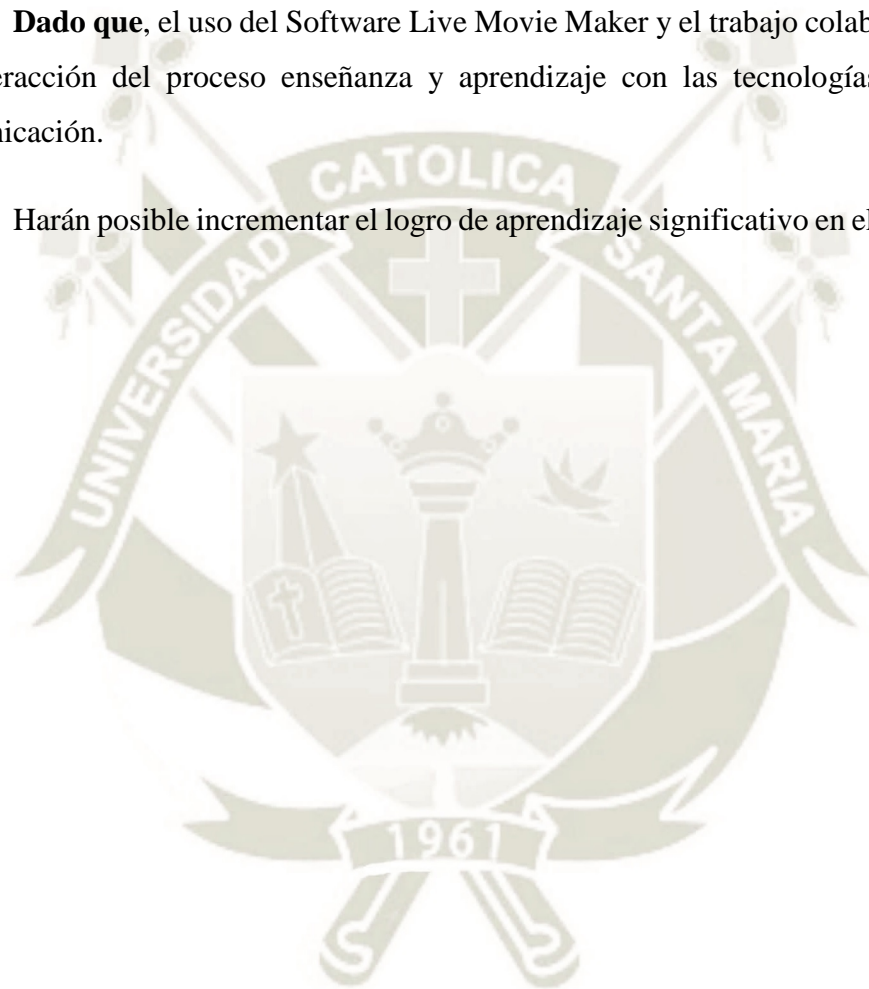 Dado que, el uso del Software Live Movie Maker y el trabajo colab
eracción del proceso enseñanza y aprendizaje con las tecnologías
nicación.
Harán posible incrementar el logro de aprendizaje significativo en el
UNIVERSIDAD CATOLICA SANTA MARIA
1961